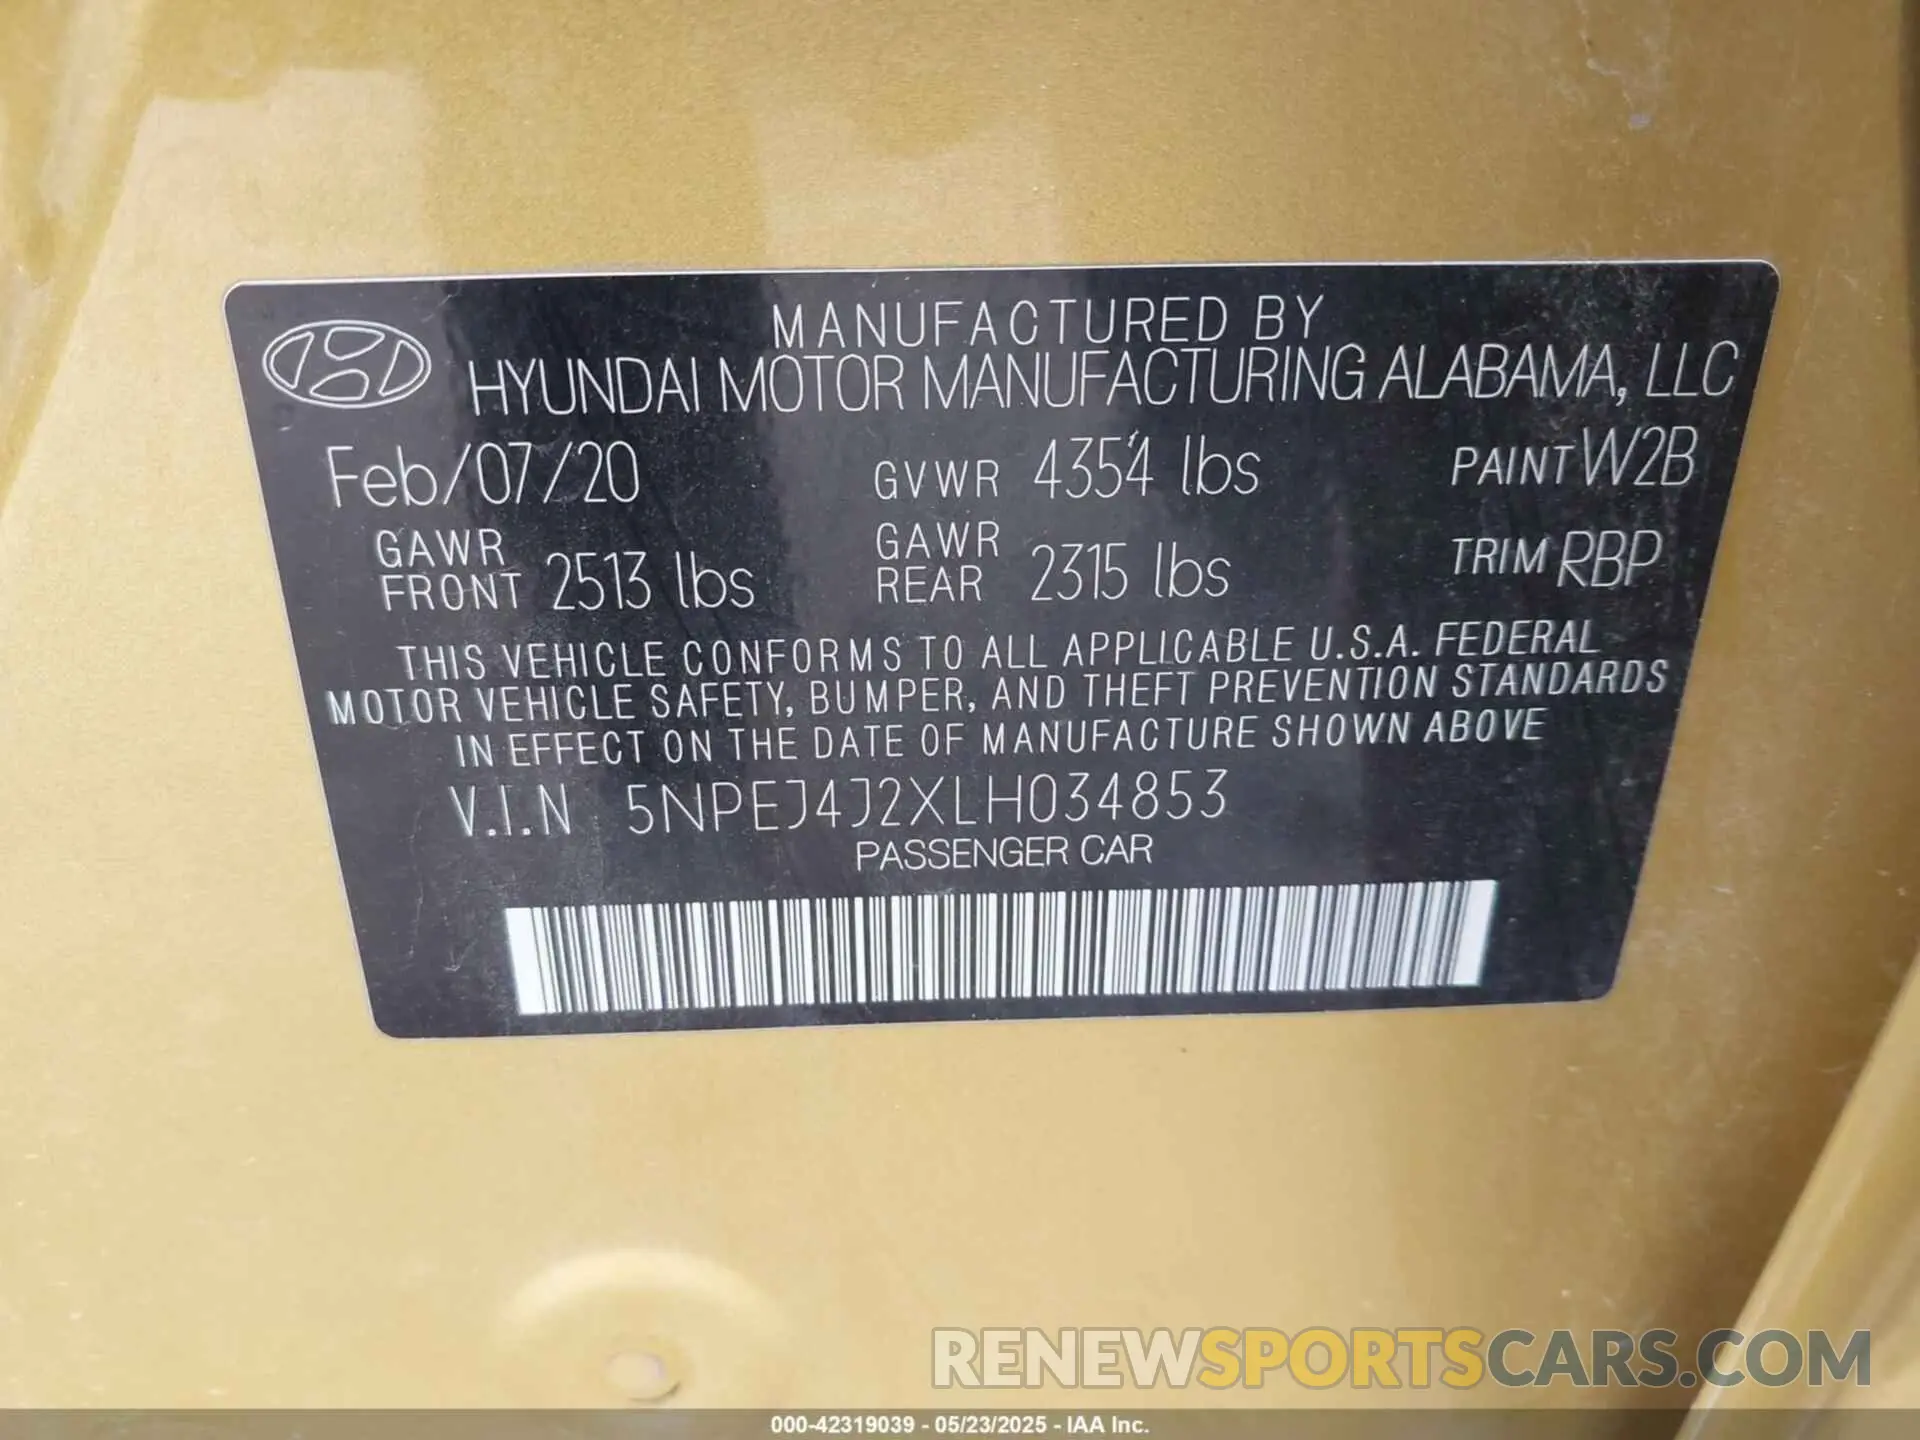 MANUFACTURED BY
HYUNDAI MOTOR MANUFACTURING ALABAMA, LLC
Feb/07/20 GVWR 4354 lbs PAINT W2B
GAWR FRONT 2513 lbs GAWR REAR 2315 lbs TRIM RBP
THIS VEHICLE CONFORMS TO ALL APPLICABLE U.S.A. FEDERAL
MOTOR VEHICLE SAFETY, BUMPER, AND THEFT PREVENTION STANDARDS
IN EFFECT ON THE DATE OF MANUFACTURE SHOWN ABOVE
V.I.N 5NPEJ4J2XLH034853
PASSENGER CAR
RENEWSPORTSCARS.COM
000-42319039 - 05/23/2025 - IAA Inc.